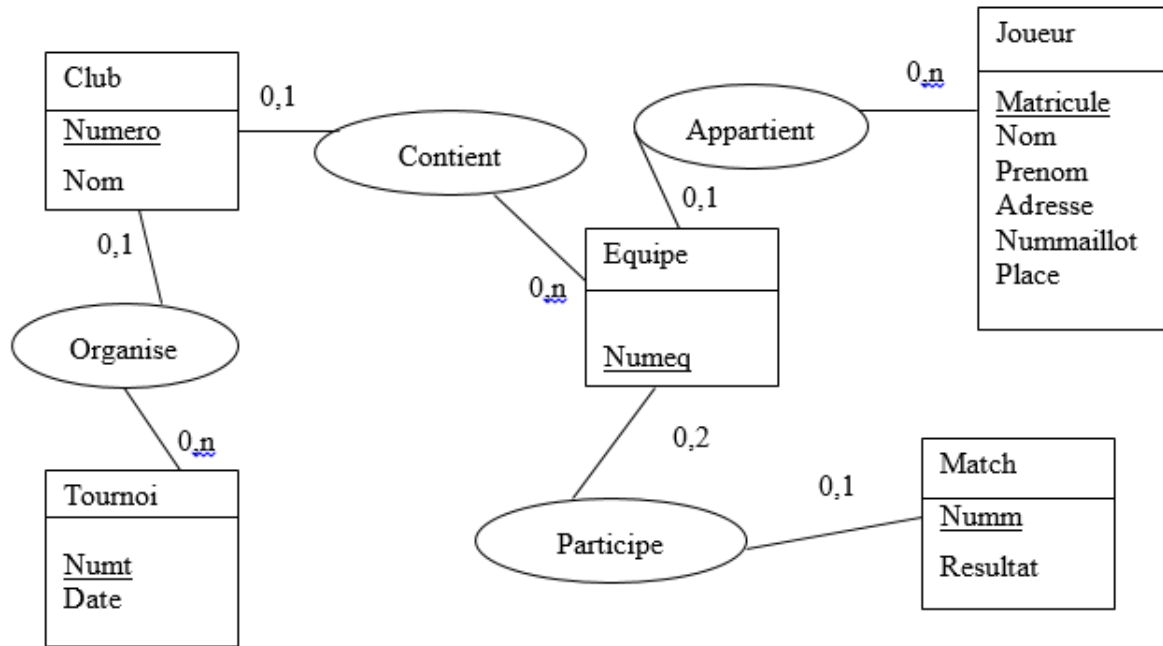 Club
Numero
Nom
0,1
Contient
0,n
Appartient
0,n
0,1
Joueur
Matricule
Nom
Prenom
Adresse
Nummaillot
Place
Equipe
Numeq
0,1
Organise
0,n
Tournoi
Numt
Date
0,2
Participe
0,1
Match
Numm
Resultat